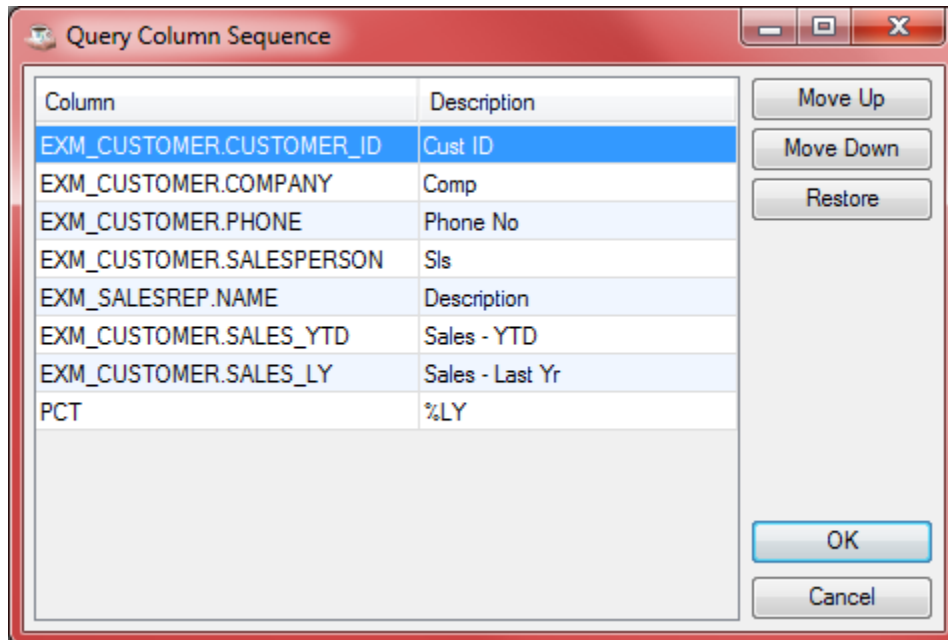 Query Column Sequence
Column Description
EXM_CUSTOMER.CUSTOMER_ID Cust ID
EXM_CUSTOMER.COMPANY Comp
EXM_CUSTOMER.PHONE Phone No
EXM_CUSTOMER.SALESPERSON Sls
EXM_SALESREP.NAME Description
EXM_CUSTOMER.SALES_YTD Sales - YTD
EXM_CUSTOMER.SALES_LY Sales - Last Yr
PCT %LY
Move Up
Move Down
Restore
OK
Cancel